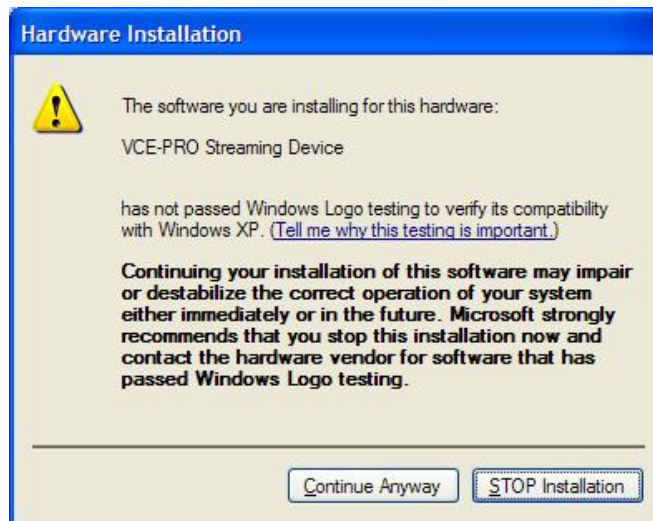 Hardware Installation
The software you are installing for this hardware:
VCE-PRO Streaming Device
has not passed Windows Logo testing to verify its compatibility
with Windows XP. (Tell me why this testing is important.)
Continuing your installation of this software may impair
or destabilize the correct operation of your system
either immediately or in the future. Microsoft strongly
recommends that you stop this installation now and
contact the hardware vendor for software that has
passed Windows Logo testing.
Continue Anyway
STOP Installation